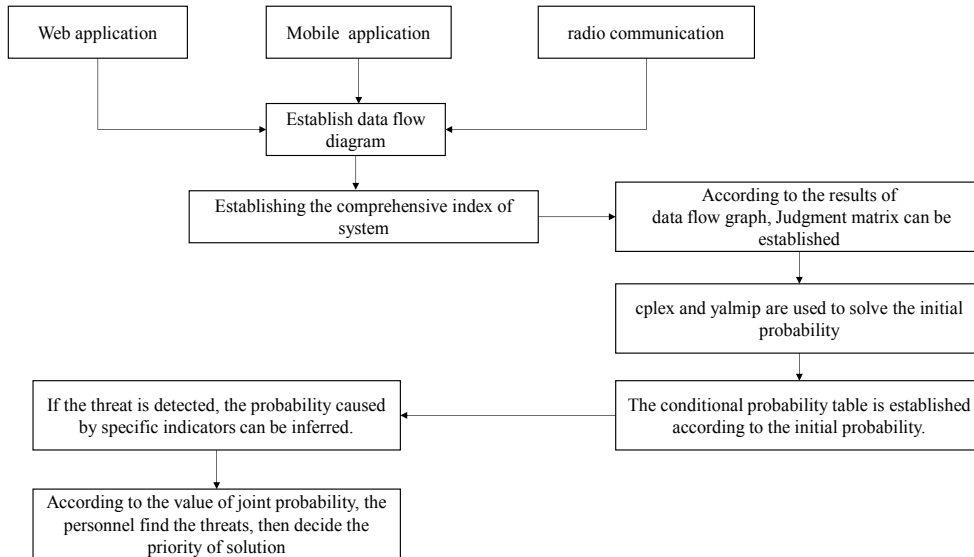 Web application
Mobile application
radio communication
Establish data flow
diagram
Establishing the comprehensive index of
system
According to the results of
data flow graph, Judgment matrix can be
established
cplex and yalmip are used to solve the initial
probability
The conditional probability table is established
according to the initial probability.
If the threat is detected, the probability caused
by specific indicators can be inferred.
According to the value of joint probability, the
personnel find the threats, then decide the
priority of solution